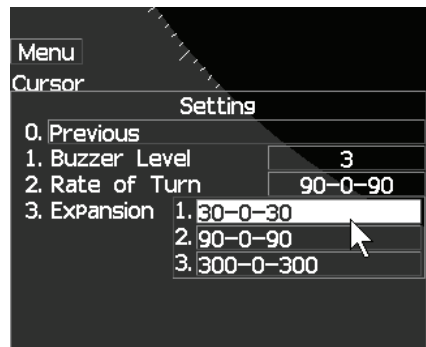 Menu
Cursor
Setting
0. Previous
1. Buzzer Level 3
2. Rate of Turn 90-0-90
3. Expansion 1. 30-0-30
2. 90-0-90
3. 300-0-300